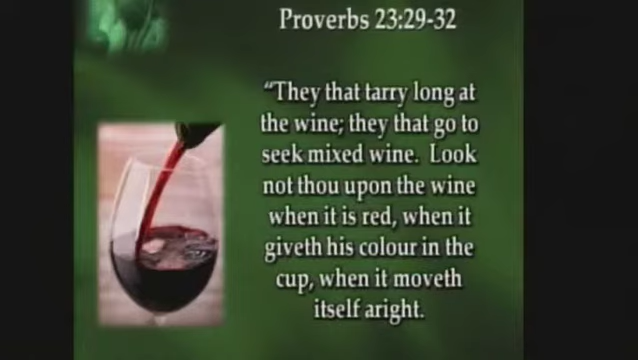 Proverbs 23:29-32
“They that tarry long at
the wine; they that go to
seek mixed wine. Look
not thou upon the wine
when it is red, when it
giveth his colour in the
cup, when it moveth
itself aright.